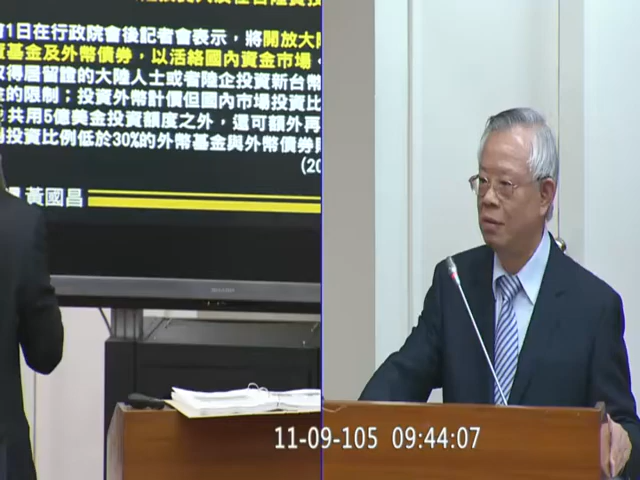 1日在行政院會後記者會表示，將開放大
基金及外幣債券，以活絡國內資金市場。
取得居留證的大陸人士或者陸企投資新台幣
的限制；投資外幣計價但國內市場投資比
共用5億美金投資額度之外，還可額外再
投資比例低於30%的外幣基金與外幣債券
(20
黃國昌
11-09-105 09:44:07